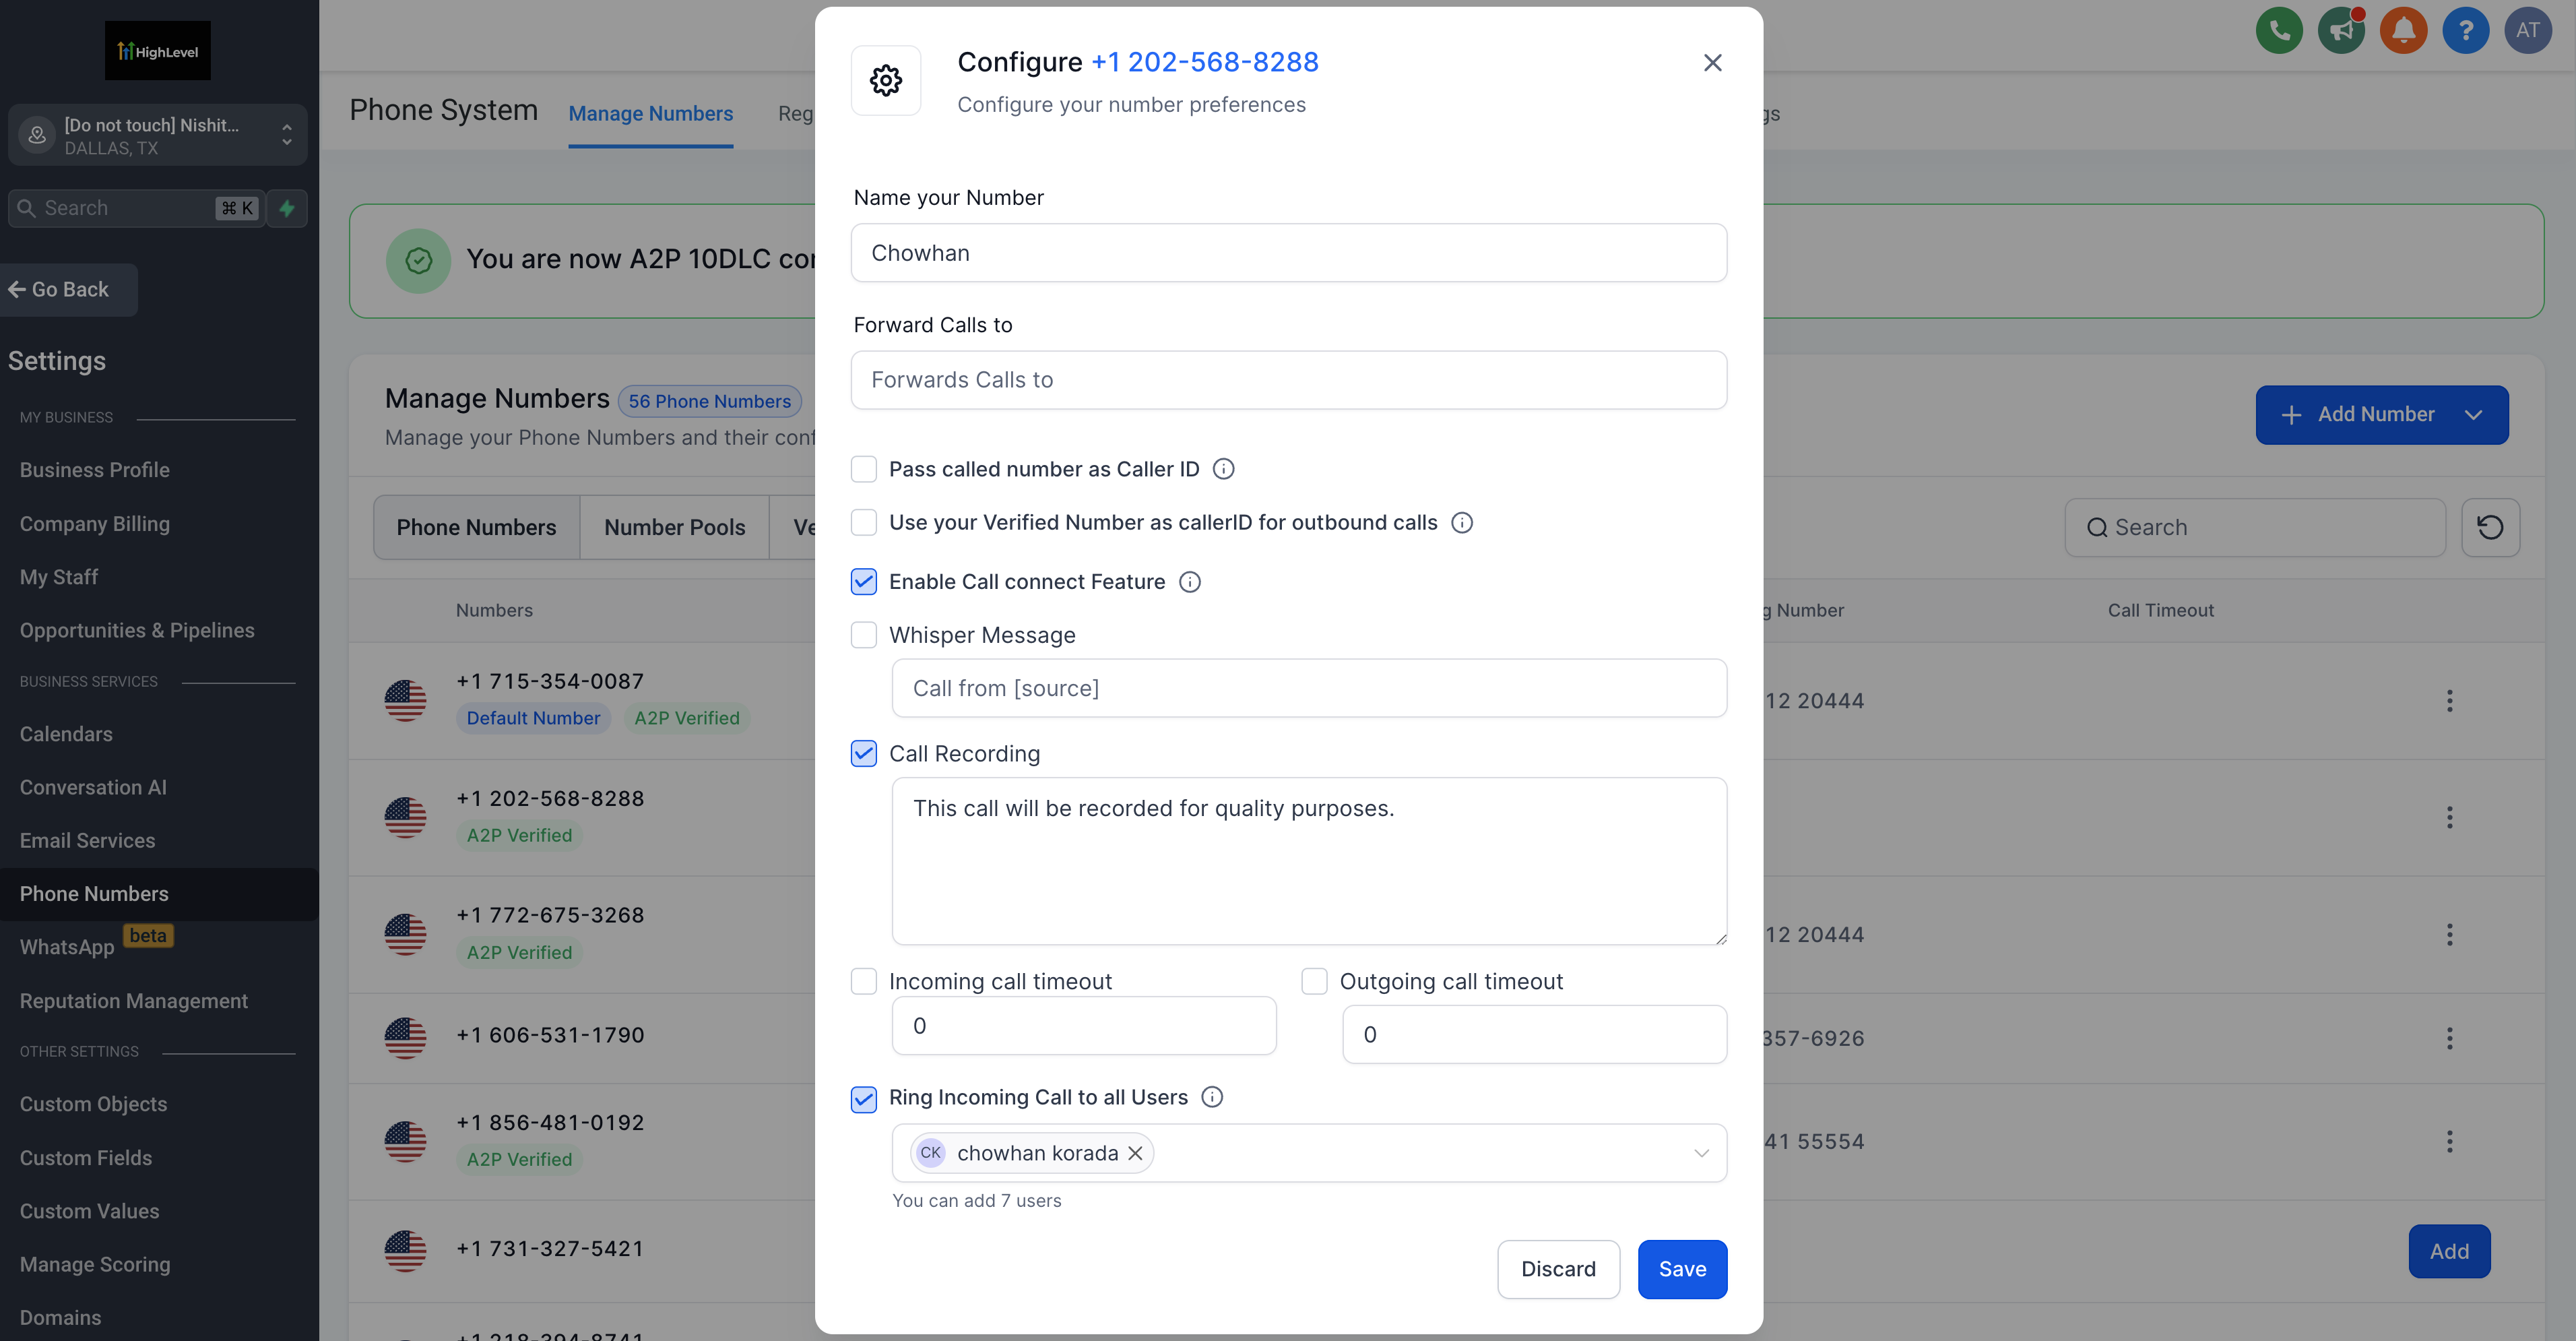 HighLevel
[Do not touch] Nishit...
DALLAS, TX
Search
⌘ K
Go Back
Settings
MY BUSINESS
Business Profile
Company Billing
My Staff
Opportunities & Pipelines
BUSINESS SERVICES
Calendars
Conversation AI
Email Services
Phone Numbers
WhatsApp beta
Reputation Management
OTHER SETTINGS
Custom Objects
Custom Fields
Custom Values
Manage Scoring
Domains
AT
Phone System
Manage Numbers
Reg
gs
You are now A2P 10DLC cor
Manage Numbers 56 Phone Numbers
Manage your Phone Numbers and their conf
Add Number
Phone Numbers
Number Pools
Ve
Search
Numbers
g Number
Call Timeout
+1 715-354-0087
Default Number A2P Verified
12 20444
+1 202-568-8288
A2P Verified
+1 772-675-3268
A2P Verified
12 20444
+1 606-531-1790
357-6926
+1 856-481-0192
A2P Verified
41 55554
+1 731-327-5421
Add
+1 218-394-8741
Configure +1 202-568-8288
Configure your number preferences
Name your Number
Chowhan
Forward Calls to
Forwards Calls to
Pass called number as Caller ID
Use your Verified Number as callerID for outbound calls
Enable Call connect Feature
Whisper Message
Call from [source]
Call Recording
This call will be recorded for quality purposes.
Incoming call timeout
0
Outgoing call timeout
0
Ring Incoming Call to all Users
CK chowhan korada
You can add 7 users
Discard
Save